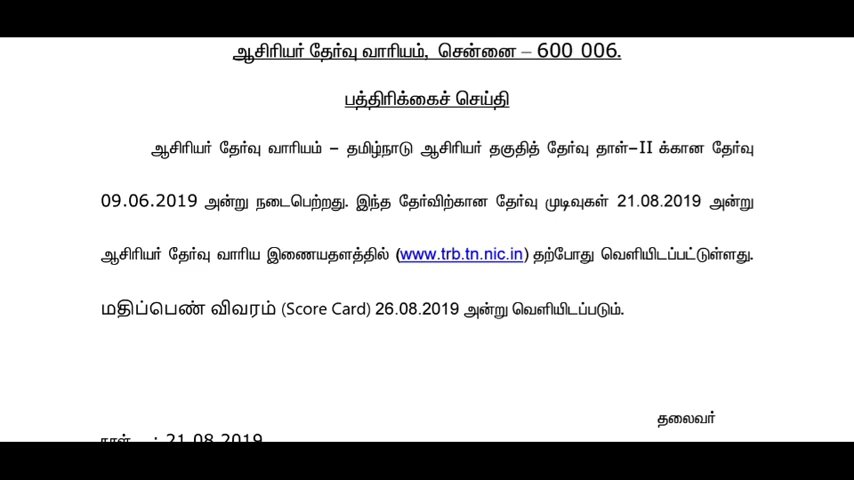 ஆசிரியர் தேர்வு வாரியம், சென்னை – 600 006.
பத்திரிக்கைச் செய்தி
ஆசிரியர் தேர்வு வாரியம் – தமிழ்நாடு ஆசிரியர் தகுதித் தேர்வு தாள்–II க்கான தேர்வு
09.06.2019 அன்று நடைபெற்றது. இந்த தேர்விற்கான தேர்வு முடிவுகள் 21.08.2019 அன்று
ஆசிரியர் தேர்வு வாரிய இணையதளத்தில் (www.trb.tn.nic.in) தற்போது வெளியிடப்பட்டுள்ளது.
மதிப்பெண் விவரம் (Score Card) 26.08.2019 அன்று வெளியிடப்படும்.
தலைவர்
நாள் : 21.08.2019